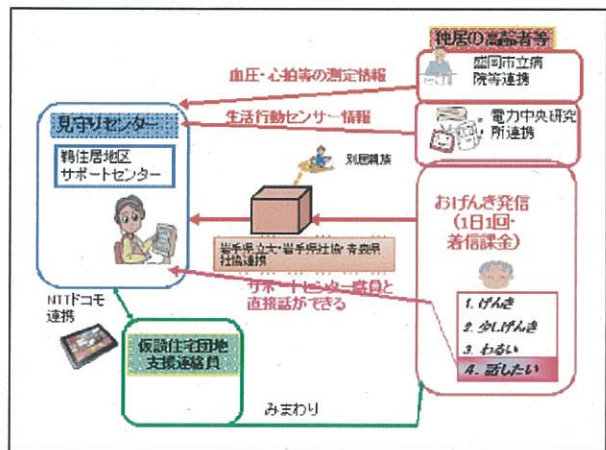 独居の高齢者等
盛岡市立病
院等連携
血圧・心拍等の測定情報
生活行動センサー情報
電力中央研究
所連携
見守りセンター
鵜住居地区
サポートセンター
別居親族
おげんき発信
(1日1回・
着信課金)
岩手県立大・岩手県社協・青森県
社協連携
サポートセンター職員と
直接話ができる
1. げんき
2. 少しげんき
3. わるい
4. 話したい
NTTドコモ
連携
仮設住宅団地
支援連絡員
みまわり